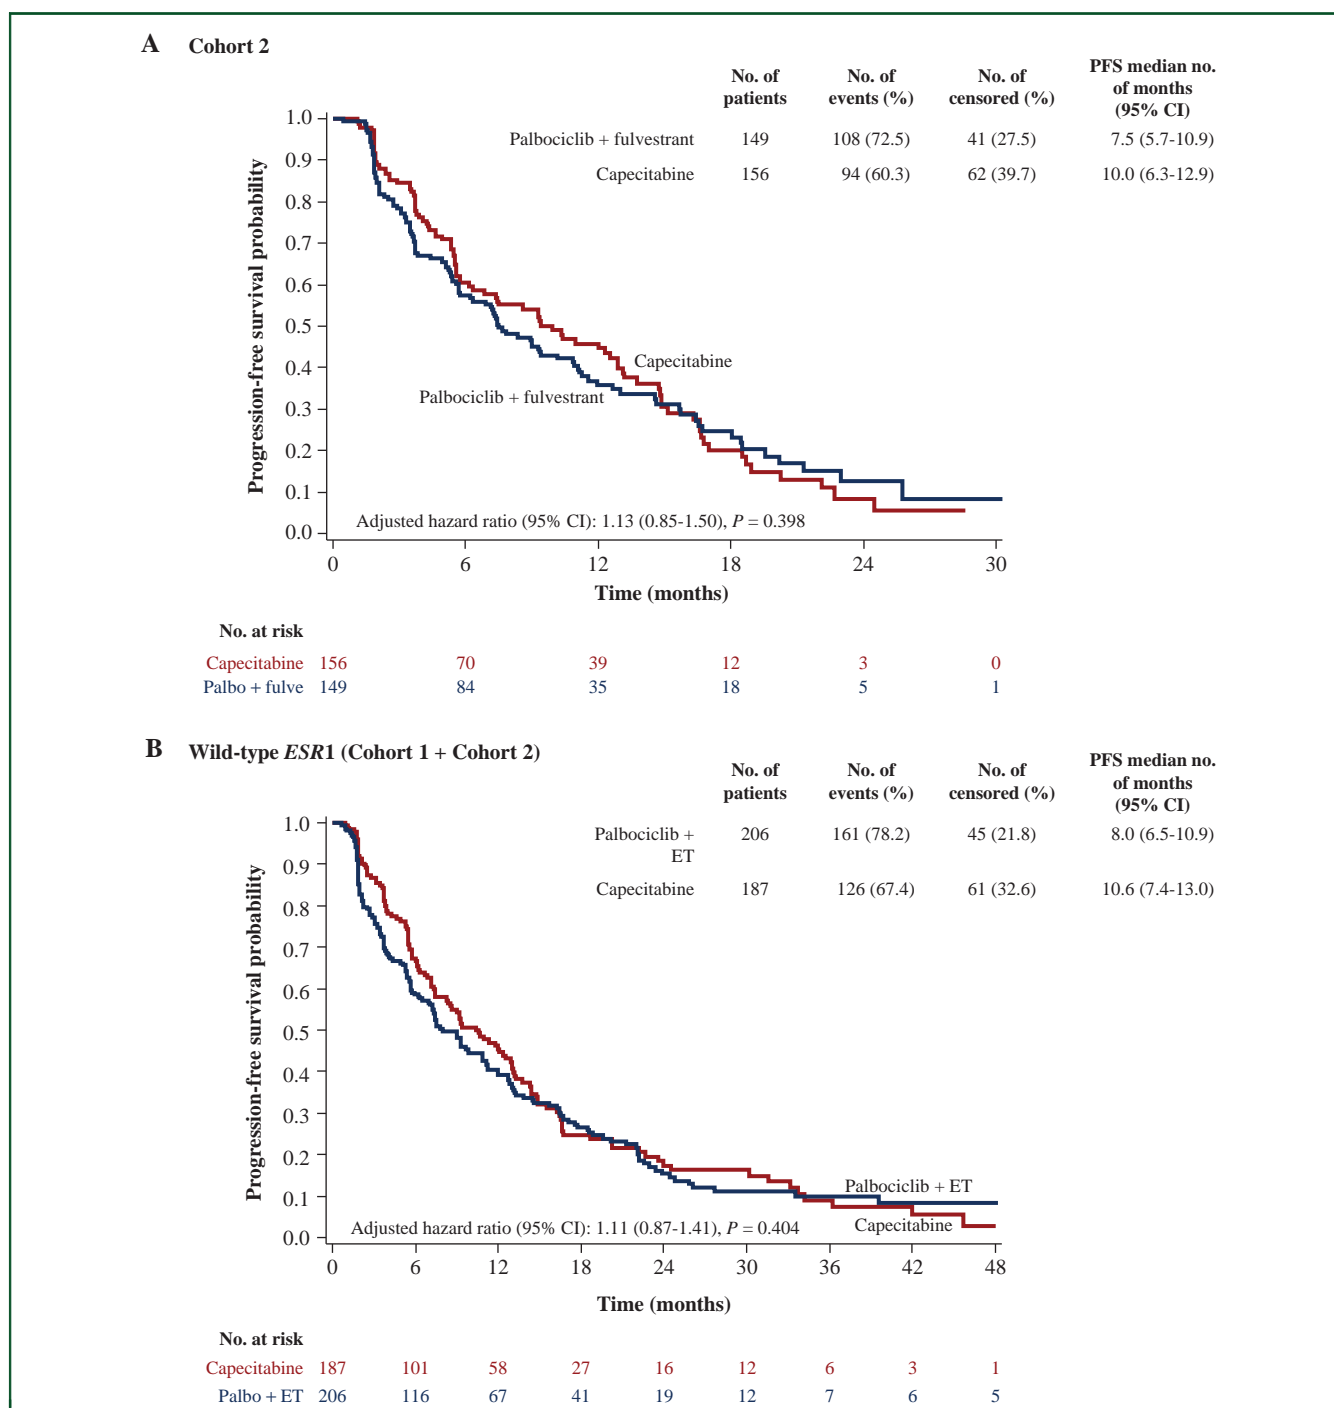 A Cohort 2
No. of patients
No. of events (%)
No. of censored (%)
PFS median no. of months (95% CI)
Palbociclib + fulvestrant 149 108 (72.5) 41 (27.5) 7.5 (5.7-10.9)
Capecitabine 156 94 (60.3) 62 (39.7) 10.0 (6.3-12.9)
Progression-free survival probability
1.0
0.9
0.8
0.7
0.6
0.5
0.4
0.3
0.2
0.1
0.0
Capecitabine
Palbociclib + fulvestrant
Adjusted hazard ratio (95% CI): 1.13 (0.85-1.50), P = 0.398
0 6 12 18 24 30
Time (months)
No. at risk
Capecitabine 156 70 39 12 3 0
Palbo + fulve 149 84 35 18 5 1
B Wild-type ESR1 (Cohort 1 + Cohort 2)
No. of patients
No. of events (%)
No. of censored (%)
PFS median no. of months (95% CI)
Palbociclib + ET 206 161 (78.2) 45 (21.8) 8.0 (6.5-10.9)
Capecitabine 187 126 (67.4) 61 (32.6) 10.6 (7.4-13.0)
Progression-free survival probability
1.0
0.9
0.8
0.7
0.6
0.5
0.4
0.3
0.2
0.1
0.0
Palbociclib + ET
Capecitabine
Adjusted hazard ratio (95% CI): 1.11 (0.87-1.41), P = 0.404
0 6 12 18 24 30 36 42 48
Time (months)
No. at risk
Capecitabine 187 101 58 27 16 12 6 3 1
Palbo + ET 206 116 67 41 19 12 7 6 5